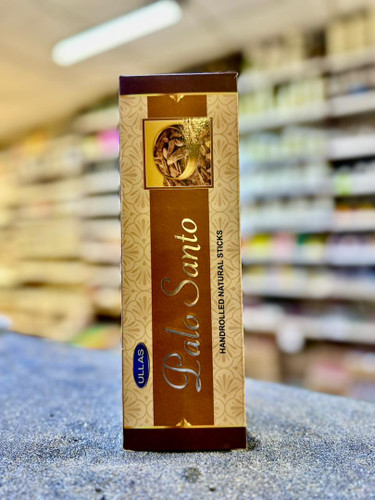 Palo Santo
HANDROLLED NATURAL STICKS
ULLAS